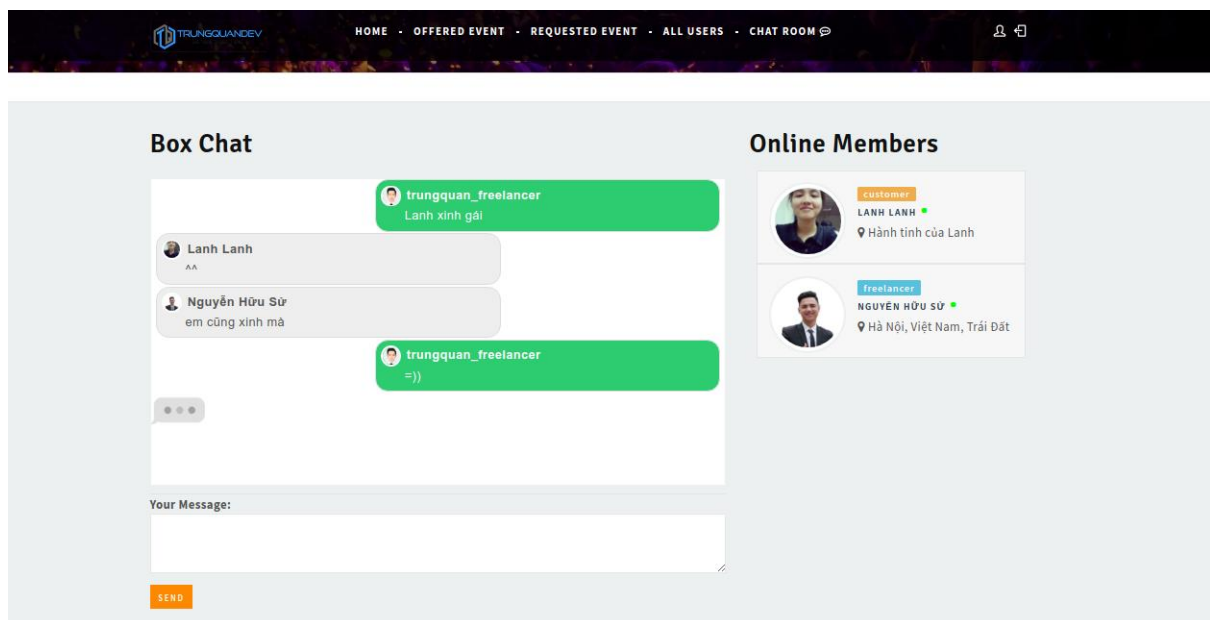 TRUNGQUANDEV
HOME - OFFERED EVENT - REQUESTED EVENT - ALL USERS - CHAT ROOM
Box Chat
trungquan_freelancer
Lanh xinh gái
Lanh Lanh
^^
Nguyễn Hữu Sử
em cũng xinh mà
trungquan_freelancer
=))
Your Message:
SEND
Online Members
customer
LANH LANH
Hành tinh của Lanh
freelancer
NGUYỄN HỮU SỬ
Hà Nội, Việt Nam, Trái Đất